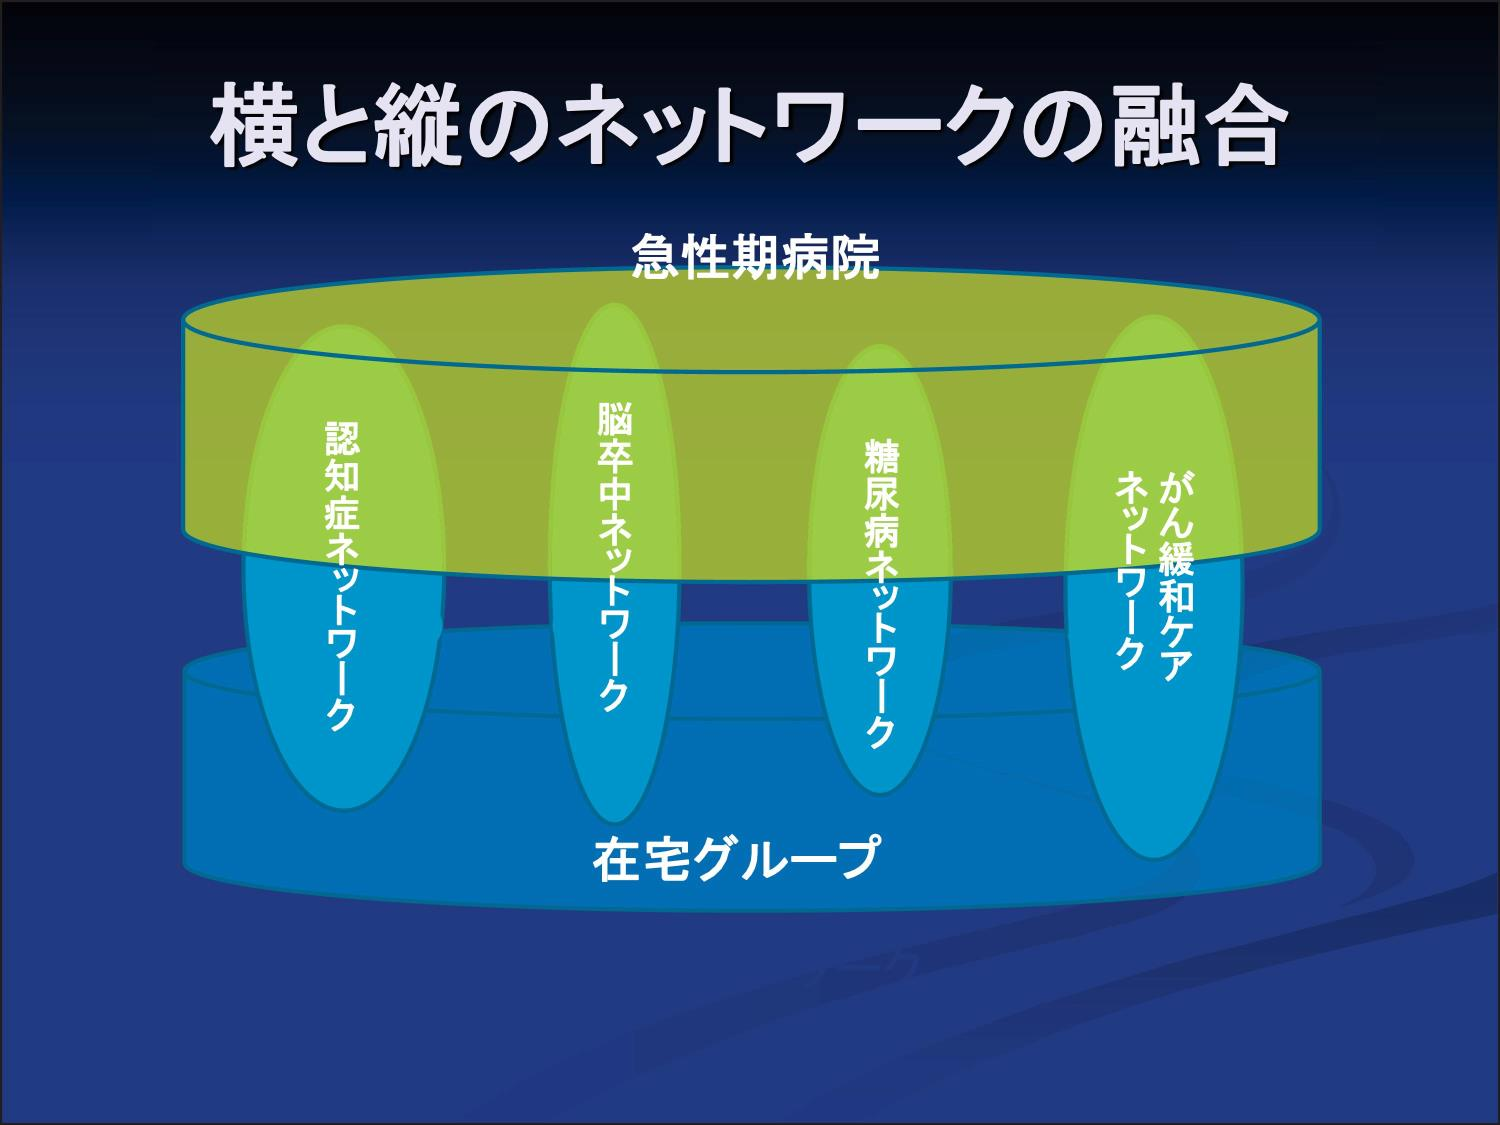 横と縦のネットワークの融合
急性期病院
認知症ネットワーク
脳卒中ネットワーク
糖尿病ネットワーク
がん緩和ケア
ネットワーク
在宅グループ